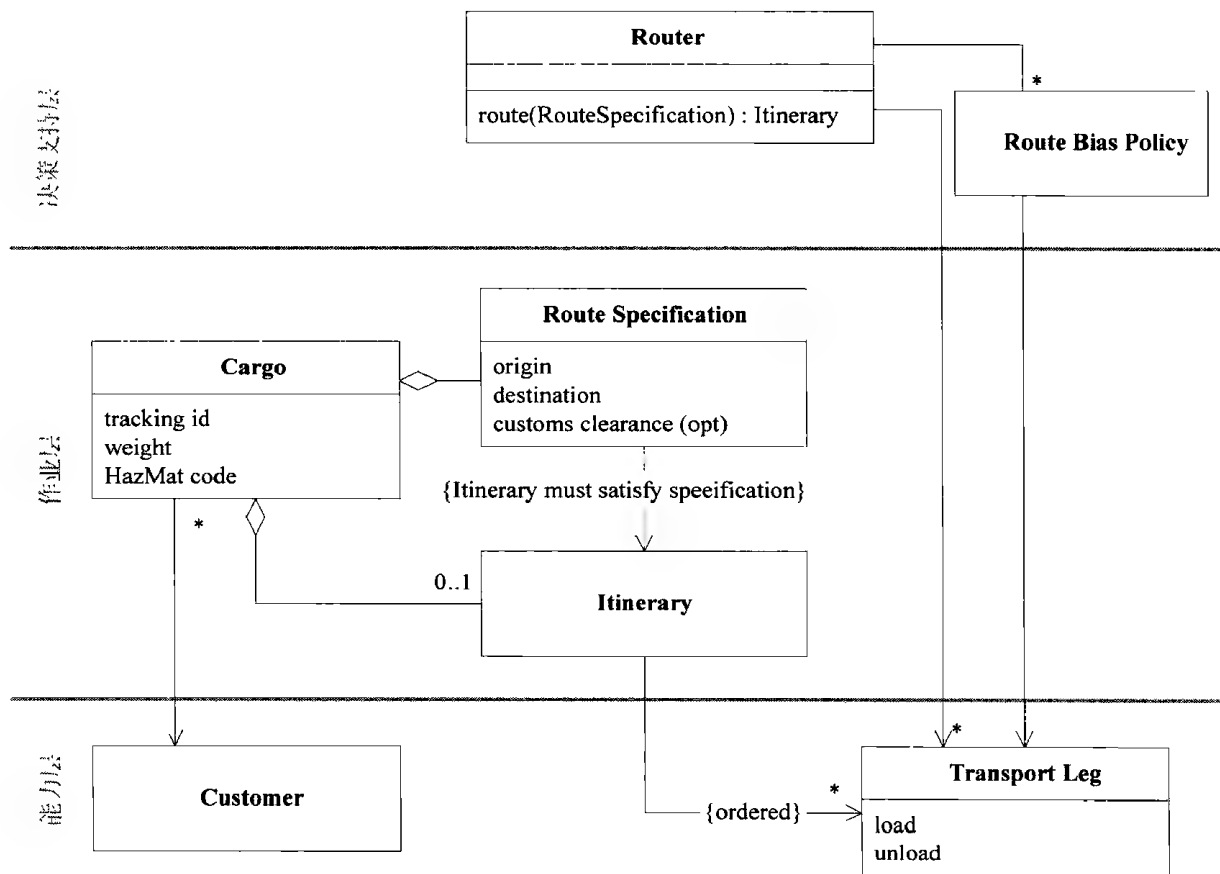 决策支持层
Router
route(RouteSpecification) : Itinerary
*
Route Bias Policy
作业层
Route Specification
origin
destination
customs clearance (opt)
Cargo
tracking id
weight
HazMat code
{Itinerary must satisfy speeification}
*
0..1
Itinerary
能力层
Customer
{ordered}
*
*
Transport Leg
load
unload